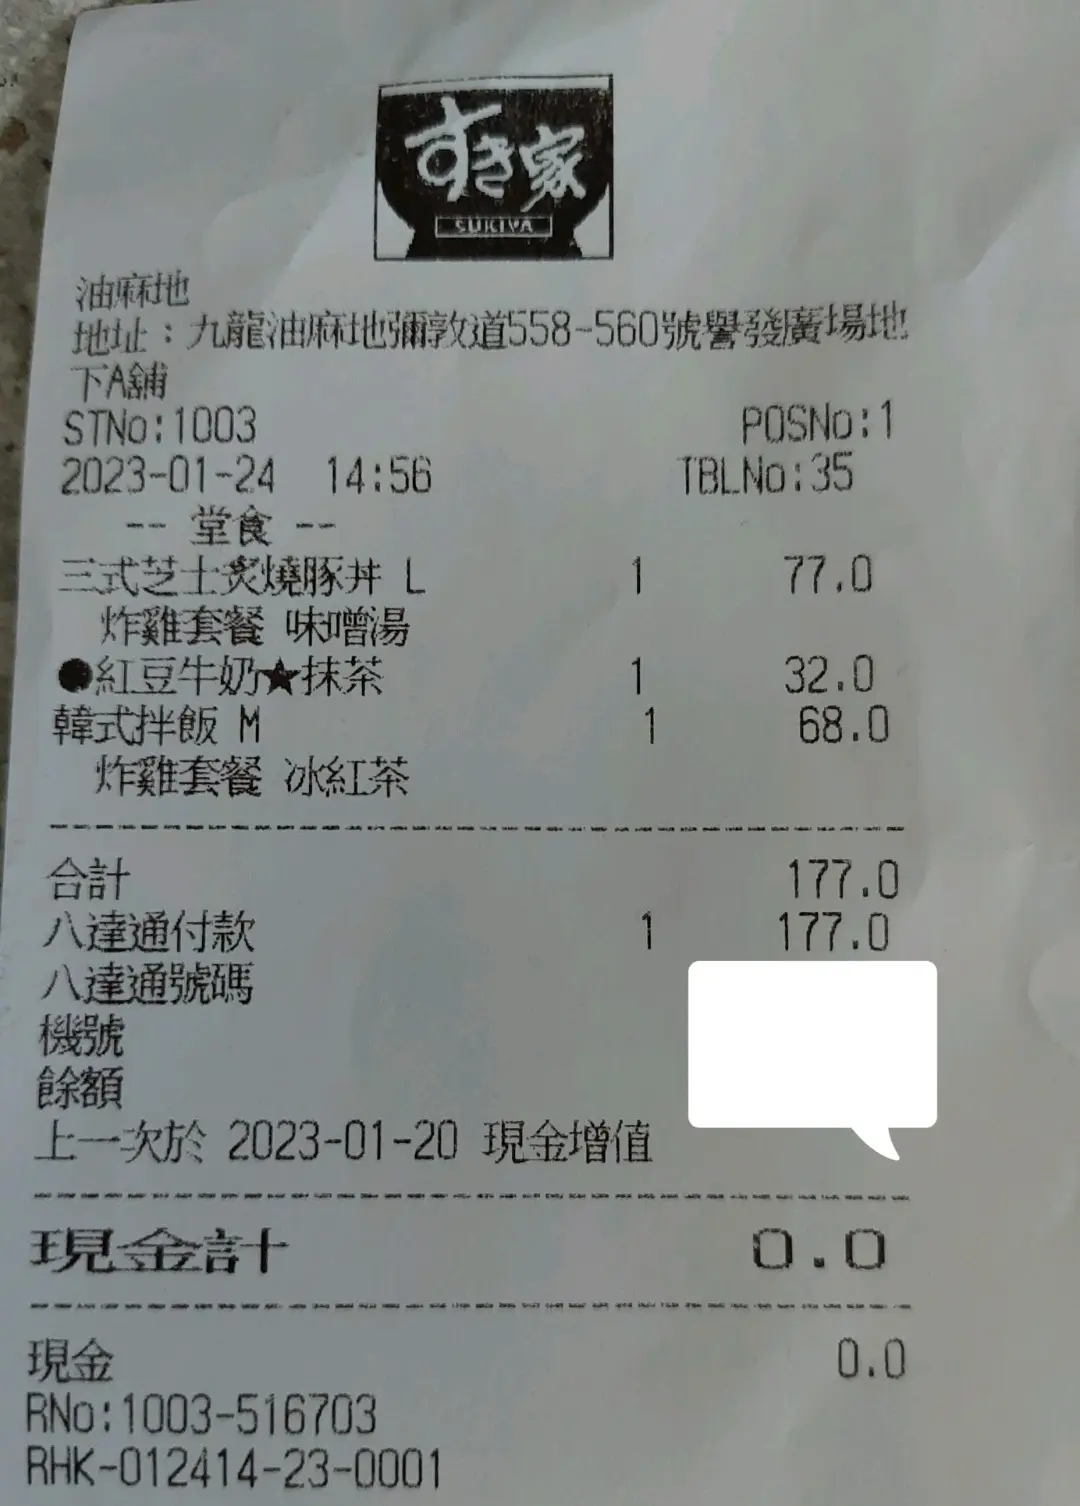 すき家
SUKIYA
油麻地
地址：九龍油麻地彌敦道558-560號譽發廣場地
下A舖
STNo:1003 POSNo:1
2023-01-24 14:56 TBLNo:35
-- 堂食 --
三式芝士炙燒豚丼 L 1 77.0
炸雞套餐 味噌湯
●紅豆牛奶★抹茶 1 32.0
韓式拌飯 M 1 68.0
炸雞套餐 冰紅茶
合計 177.0
八達通付款 1 177.0
八達通號碼
機號
餘額
上一次於 2023-01-20 現金增值
現金計 0.0
現金 0.0
RNo:1003-516703
RHK-012414-23-0001